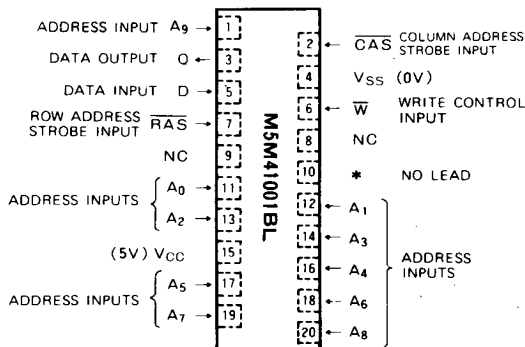 ADDRESS INPUT A9 → 1
2 ← CAS COLUMN ADDRESS
STROBE INPUT
DATA OUTPUT Q ← 3
4 VSS (0V)
DATA INPUT D → 5
6 ← W WRITE CONTROL
INPUT
ROW ADDRESS
STROBE INPUT RAS → 7
8 NC
NC 9
10 * NO LEAD
ADDRESS INPUTS
A0 → 11
12 ← A1
A2 → 13
14 ← A3
(5V) VCC 15
16 ← A4
ADDRESS
INPUTS
ADDRESS INPUTS
A5 → 17
18 ← A6
A7 → 19
20 ← A8
M5M41001BL